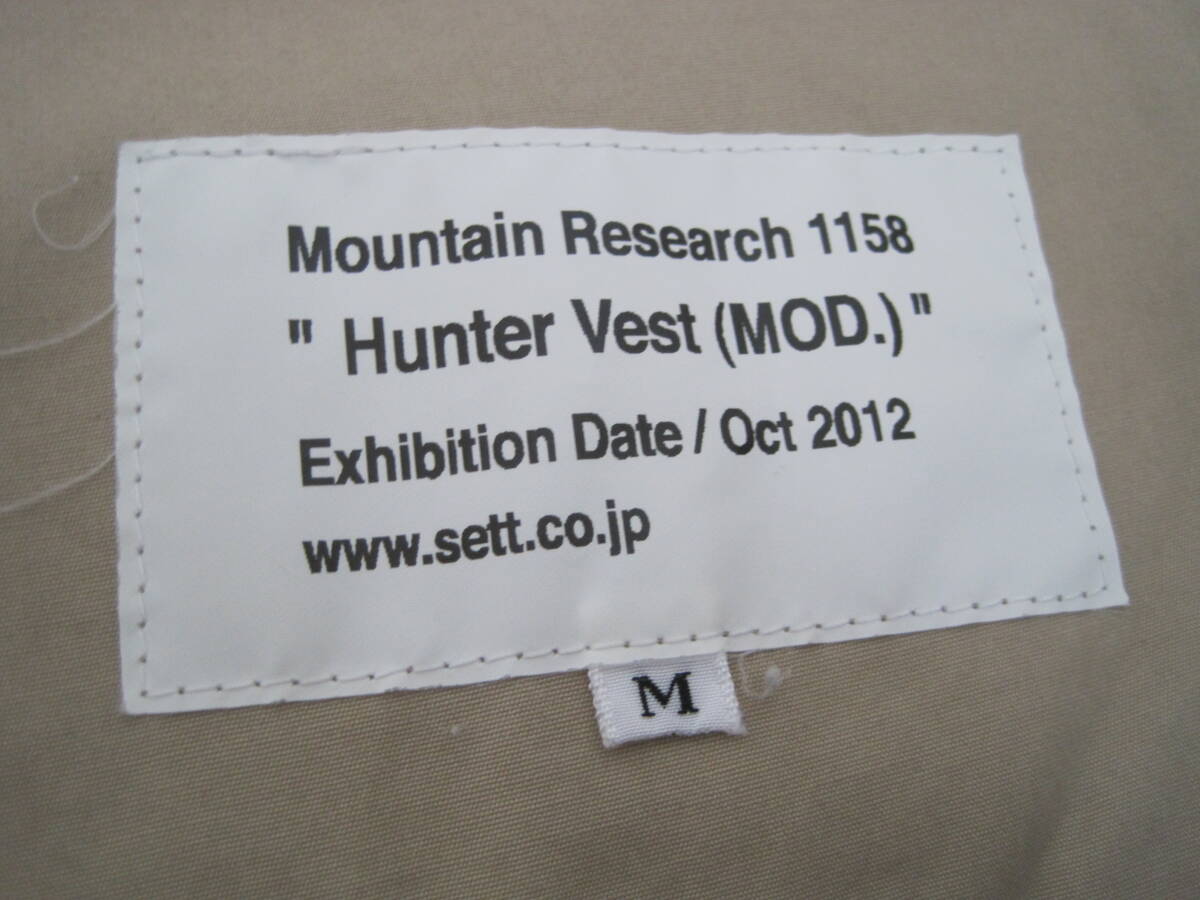 Mountain Research 1158
" Hunter Vest (MOD.) "
Exhibition Date / Oct 2012
www.sett.co.jp
M